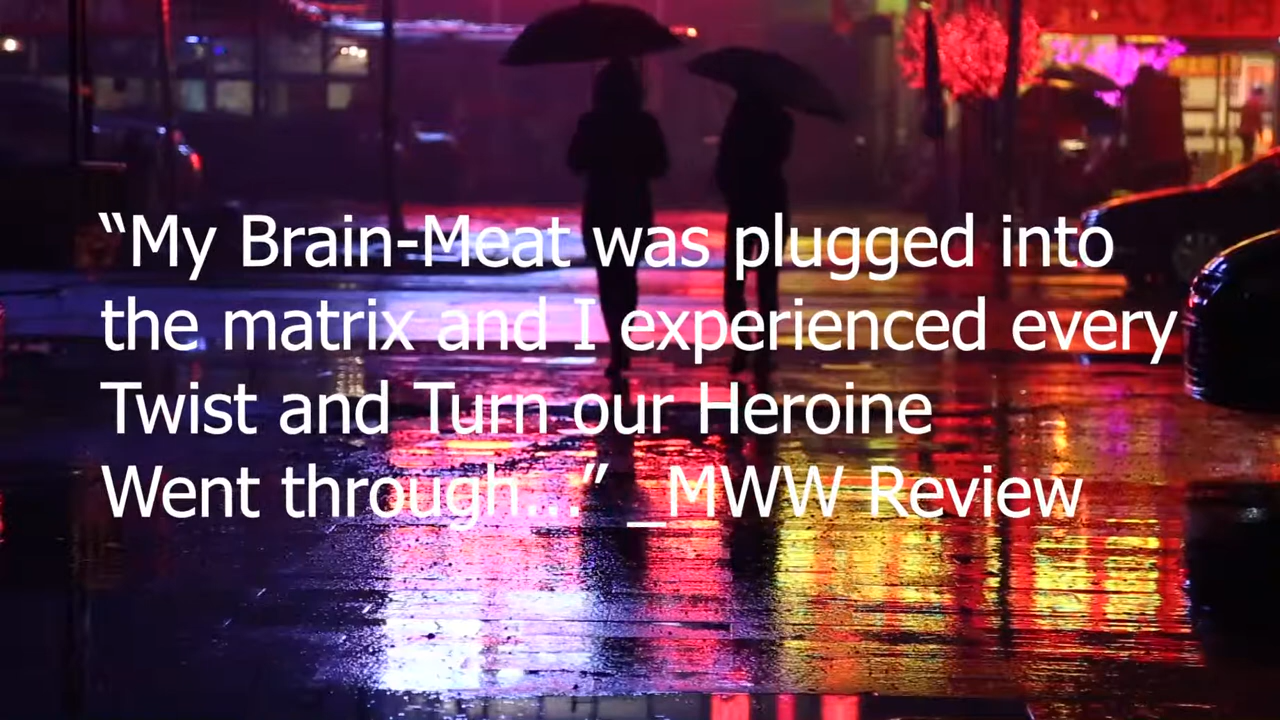 “My Brain-Meat was plugged into
the matrix and I experienced every
Twist and Turn our Heroine
Went through...” _MWW Review